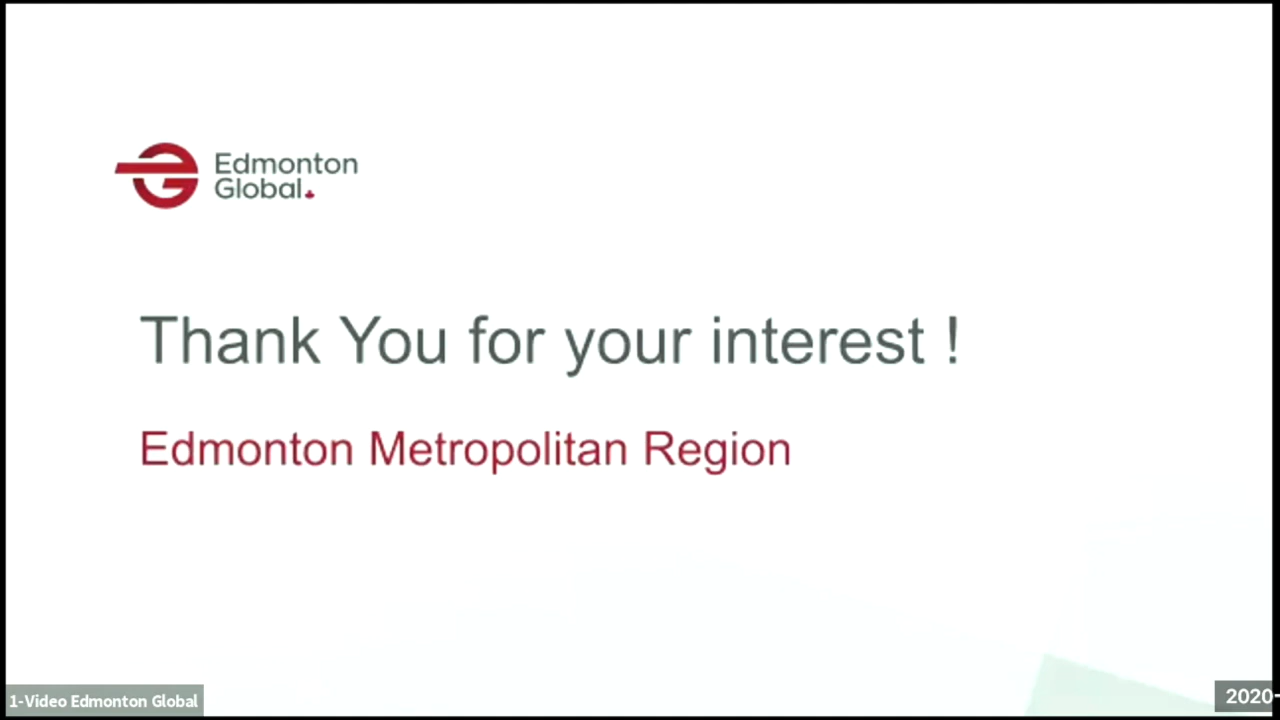 Edmonton
Global
Thank You for your interest !
Edmonton Metropolitan Region
1-Video Edmonton Global
2020-